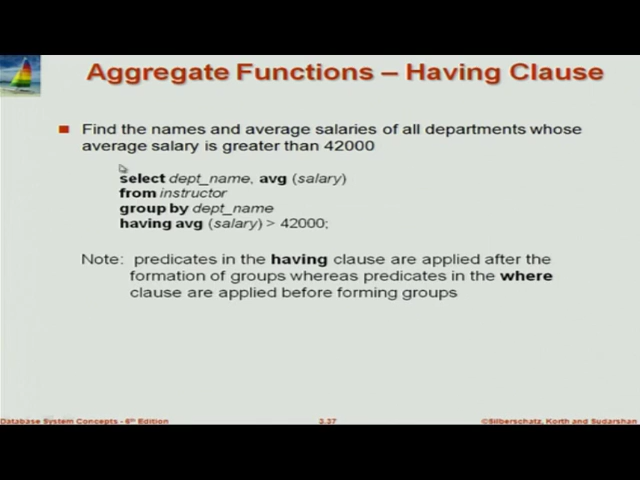 Aggregate Functions – Having Clause
Find the names and average salaries of all departments whose
average salary is greater than 42000
select dept_name, avg (salary)
from instructor
group by dept_name
having avg (salary) > 42000;
Note: predicates in the having clause are applied after the
formation of groups whereas predicates in the where
clause are applied before forming groups
Database System Concepts - 6th Edition
3.37
©Silberschatz, Korth and Sudarshan